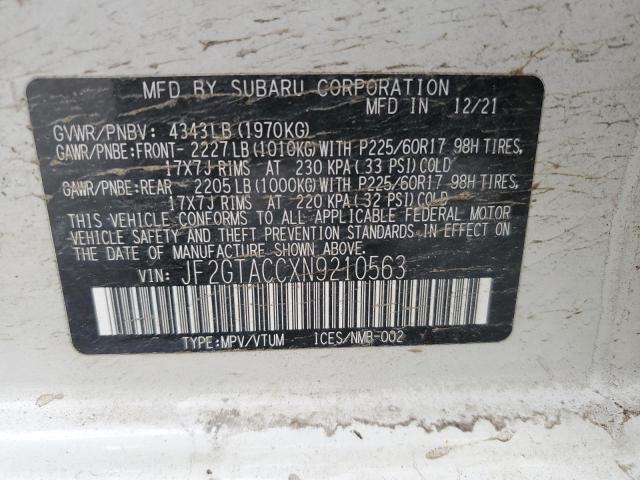 MFD BY SUBARU CORPORATION
MFD IN 12/21
GVWR/PNBV: 4343LB (1970KG)
GAWR/PNBE:FRONT- 2227LB (1010KG)WITH P225/60R17 98H TIRES,
17X7J RIMS AT 230 KPA (33 PSI)COLD
GAWR/PNBE:REAR - 2205LB (1000KG)WITH P225/60R17 98H TIRES,
17X7J RIMS AT 220 KPA (32 PSI)COLD
THIS VEHICLE CONFORMS TO ALL APPLICABLE FEDERAL MOTOR
VEHICLE SAFETY AND THEFT PREVENTION STANDARDS IN EFFECT
ON THE DATE OF MANUFACTURE SHOWN ABOVE.
VIN: JF2GTACCXN9210563
TYPE:MPV/VTUM ICES/NMB-002